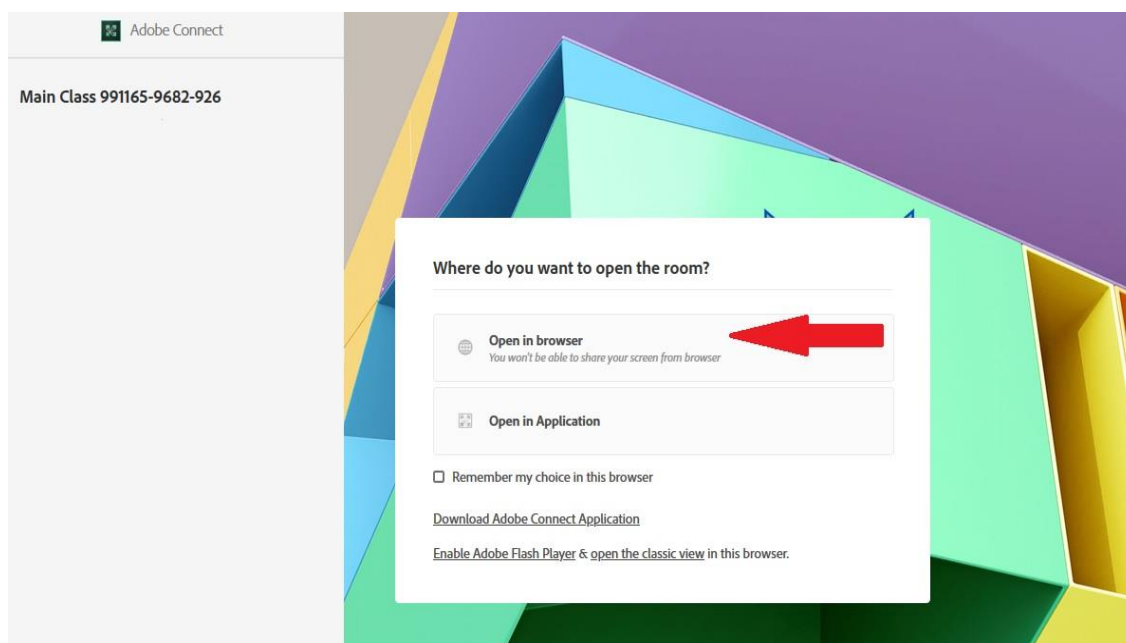 Adobe Connect
Main Class 991165-9682-926
Where do you want to open the room?
Open in browser
You won't be able to share your screen from browser
Open in Application
Remember my choice in this browser
Download Adobe Connect Application
Enable Adobe Flash Player & open the classic view in this browser.